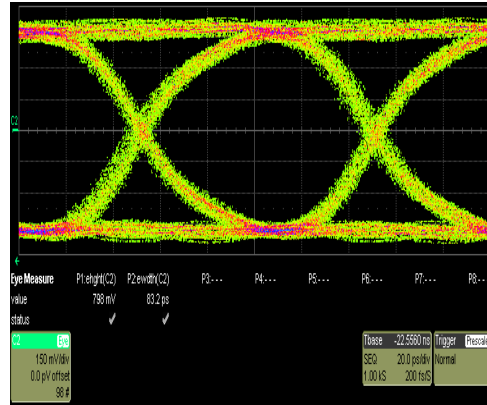 C2
Eye Measure P1:ehght(C2) P2:ewdth(C2) P3:- - - P4:- - - P5:- - - P6:- - - P7:- - - P8:- -
value 798 mV 83.2 ps
status ✓ ✓
C2 Eye
150 mV/div
0.0 pV offset
98 #
Tbase -22.5560 ns
SEQ 20.0 ps/div
1.00 kS 200 fs/S
Trigger Prescale
Normal